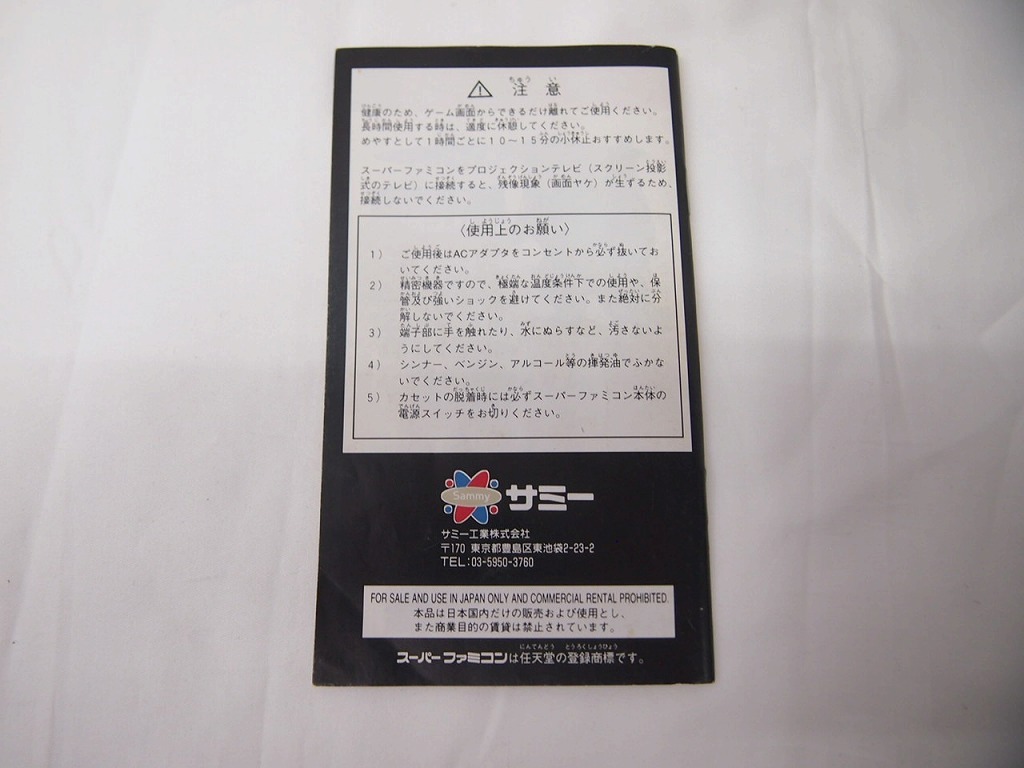 ⚠ 注意
健康のため、ゲーム画面からできるだけ離れてご使用ください。
長時間使用する時は、適度に休憩してください。
めやすとして1時間ごとに10～15分の小休止おすすめします。
スーパーファミコンをプロジェクションテレビ（スクリーン投影
式のテレビ）に接続すると、残像現象（画面ヤケ）が生ずるため、
接続しないでください。
〈使用上のお願い〉
1） ご使用後はACアダプタをコンセントから必ず抜いてお
いてください。
2） 精密機器ですので、極端な温度条件下での使用や、保
管及び強いショックを避けてください。また絶対に分
解しないでください。
3） 端子部に手を触れたり、水にぬらすなど、汚さないよ
うにしてください。
4） シンナー、ベンジン、アルコール等の揮発油でふかな
いでください。
5） カセットの脱着時には必ずスーパーファミコン本体の
電源スイッチをお切りください。
Sammy サミー
サミー工業株式会社
〒170 東京都豊島区東池袋2-23-2
TEL:03-5950-3760
FOR SALE AND USE IN JAPAN ONLY AND COMMERCIAL RENTAL PROHIBITED.
本品は日本国内だけの販売および使用とし、
また商業目的の賃貸は禁止されています。
スーパーファミコンは任天堂の登録商標です。